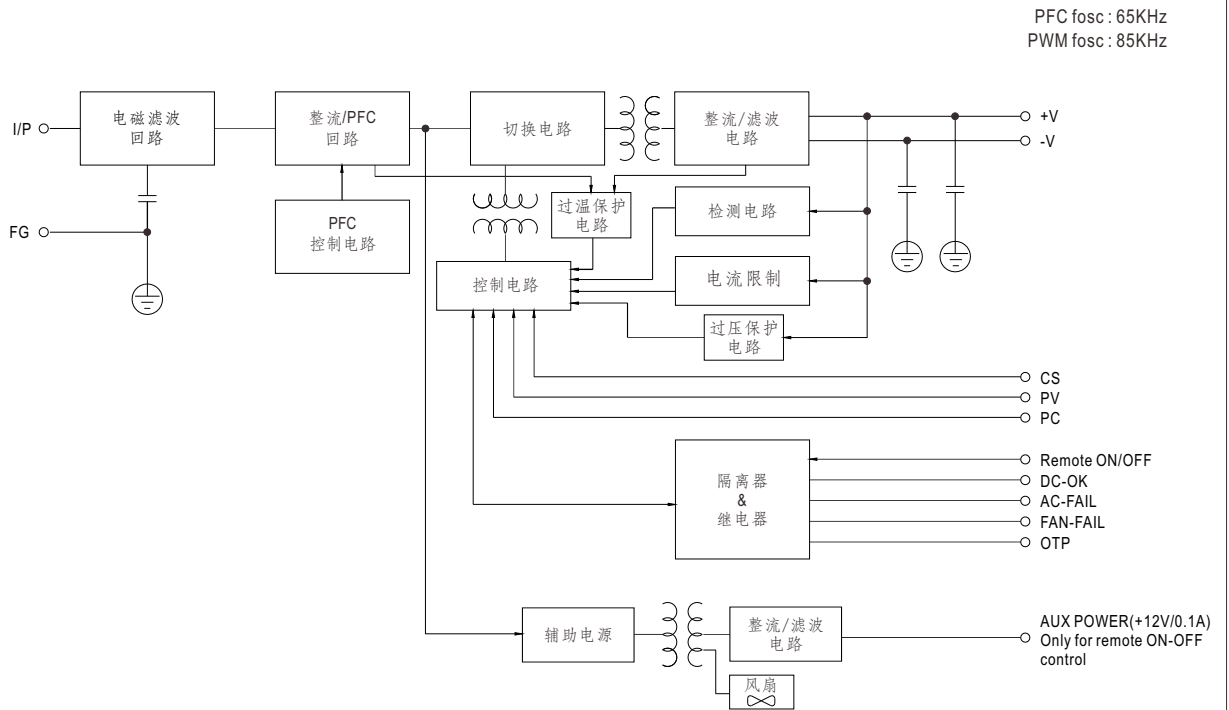 PFC fosc : 65KHz
PWM fosc : 85KHz
I/P
电磁滤波
回路
整流/PFC
回路
切换电路
整流/滤波
电路
+V
-V
FG
PFC
控制电路
过温保护
电路
检测电路
控制电路
电流限制
过压保护
电路
CS
PV
PC
隔离器
&
继电器
Remote ON/OFF
DC-OK
AC-FAIL
FAN-FAIL
OTP
辅助电源
整流/滤波
电路
风扇
AUX POWER(+12V/0.1A)
Only for remote ON-OFF
control